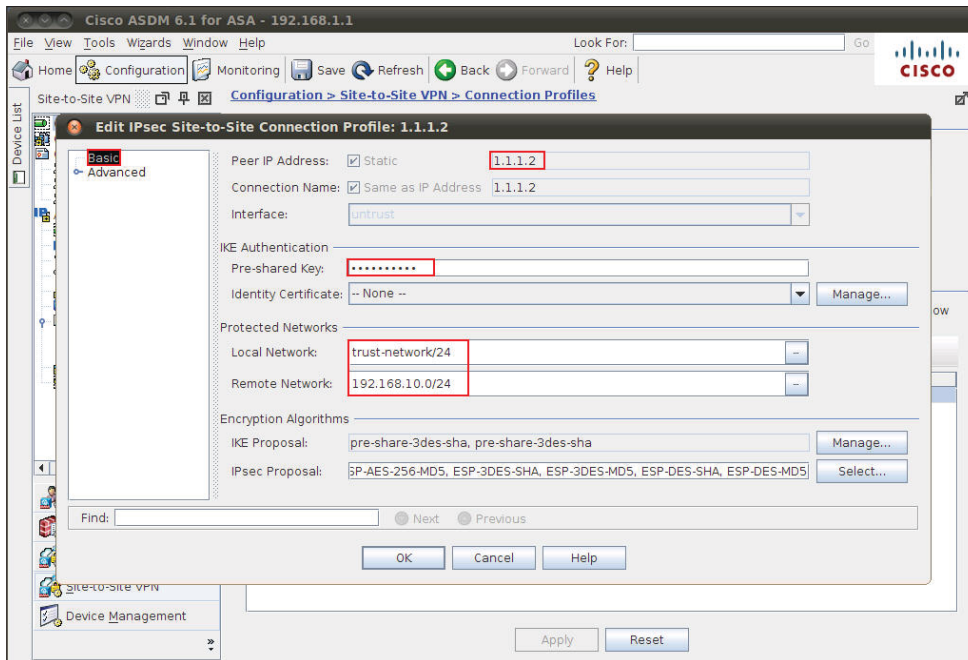 Cisco ASDM 6.1 for ASA - 192.168.1.1
File View Tools Wizards Window Help Look For: Go
Home Configuration Monitoring Save Refresh Back Forward Help
CISCO
Device List
Site-to-Site VPN Configuration > Site-to-Site VPN > Connection Profiles
Edit IPsec Site-to-Site Connection Profile: 1.1.1.2
Basic
Advanced
Peer IP Address: Static 1.1.1.2
Connection Name: Same as IP Address 1.1.1.2
Interface: untrust
IKE Authentication
Pre-shared Key: ••••••••••
Identity Certificate: -- None -- Manage...
Protected Networks
Local Network: trust-network/24
Remote Network: 192.168.10.0/24
Encryption Algorithms
IKE Proposal: pre-share-3des-sha, pre-share-3des-sha Manage...
IPsec Proposal: SP-AES-256-MD5, ESP-3DES-SHA, ESP-3DES-MD5, ESP-DES-SHA, ESP-DES-MD5 Select...
Find: Next Previous
OK Cancel Help
ow
Site-to-Site VPN
Device Management
Apply Reset